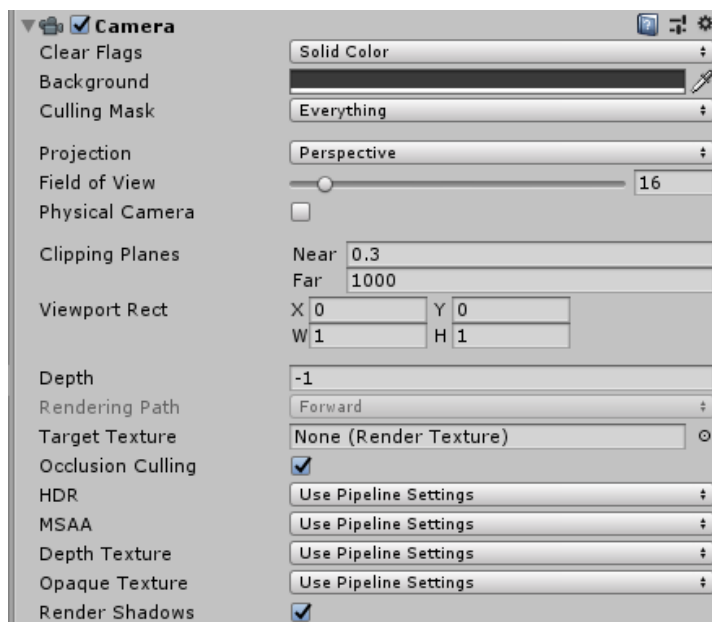 Camera
Clear Flags Solid Color
Background
Culling Mask Everything
Projection Perspective
Field of View 16
Physical Camera
Clipping Planes Near 0.3
Far 1000
Viewport Rect X 0 Y 0
W 1 H 1
Depth -1
Rendering Path Forward
Target Texture None (Render Texture)
Occlusion Culling
HDR Use Pipeline Settings
MSAA Use Pipeline Settings
Depth Texture Use Pipeline Settings
Opaque Texture Use Pipeline Settings
Render Shadows